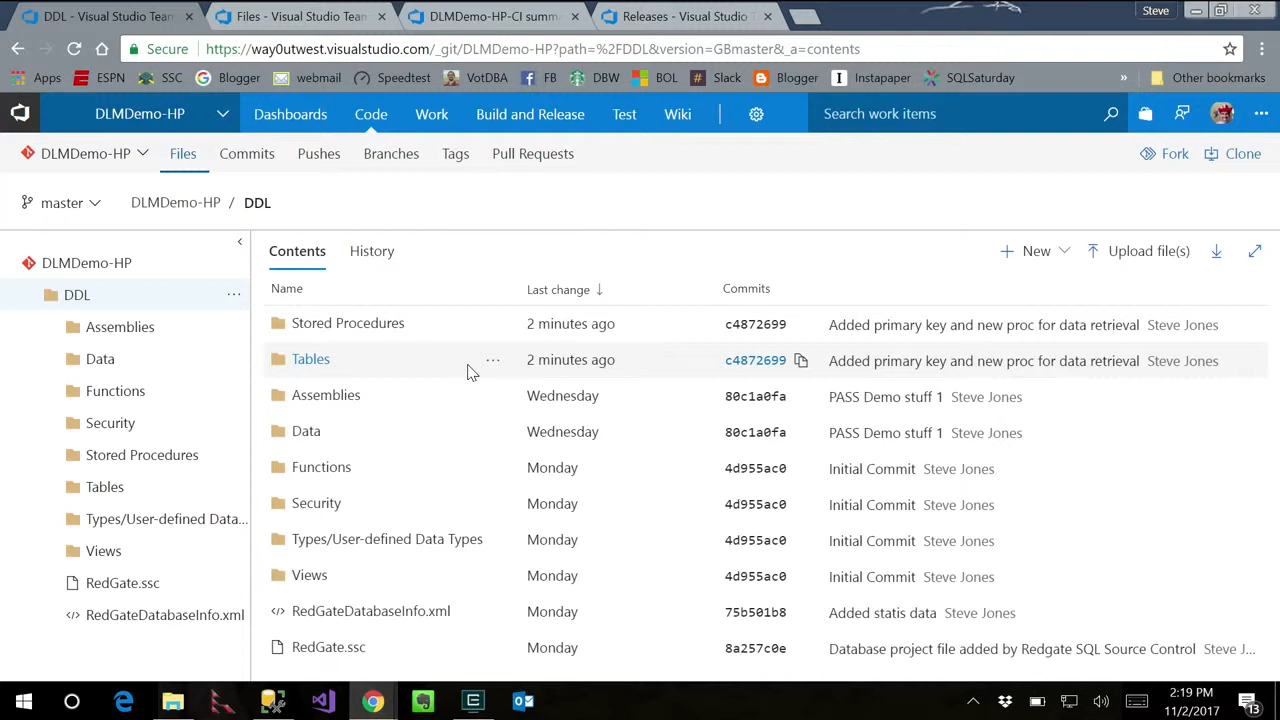 DDL - Visual Studio Team
Files - Visual Studio Team
DLMDemo-HP-CI summ
Releases - Visual Studio T
Steve
Secure
https://way0utwest.visualstudio.com/_git/DLMDemo-HP?path=%2FDDL&version=GBmaster&_a=contents
Apps
ESPN
SSC
Blogger
webmail
Speedtest
VotDBA
FB
DBW
BOL
Slack
Blogger
Instapap
SQLSaturday
»
Other bookmarks
DLMDemo-HP
Dashboards
Code
Work
Build and Release
Test
Wiki
Search work items
DLMDemo-HP
Files
Commits
Pushes
Branches
Tags
Pull Requests
Fork
Clone
master
DLMDemo-HP / DDL
DLMDemo-HP
DDL
Assemblies
Data
Functions
Security
Stored Procedures
Tables
Types/User-defined Data...
Views
RedGate.ssc
RedGateDatabaseInfo.xml
Contents
History
New
Upload file(s)
Name Last change Commits
Stored Procedures 2 minutes ago c4872699 Added primary key and new proc for data retrieval Steve Jones
Tables 2 minutes ago c4872699 Added primary key and new proc for data retrieval Steve Jones
Assemblies Wednesday 80c1a0fa PASS Demo stuff 1 Steve Jones
Data Wednesday 80c1a0fa PASS Demo stuff 1 Steve Jones
Functions Monday 4d955ac0 Initial Commit Steve Jones
Security Monday 4d955ac0 Initial Commit Steve Jones
Types/User-defined Data Types Monday 4d955ac0 Initial Commit Steve Jones
Views Monday 4d955ac0 Initial Commit Steve Jones
RedGateDatabaseInfo.xml Monday 75b501b8 Added statis data Steve Jones
RedGate.ssc Monday 8a257c0e Database project file added by Redgate SQL Source Control Steve J...
2:19 PM
11/2/2017
13